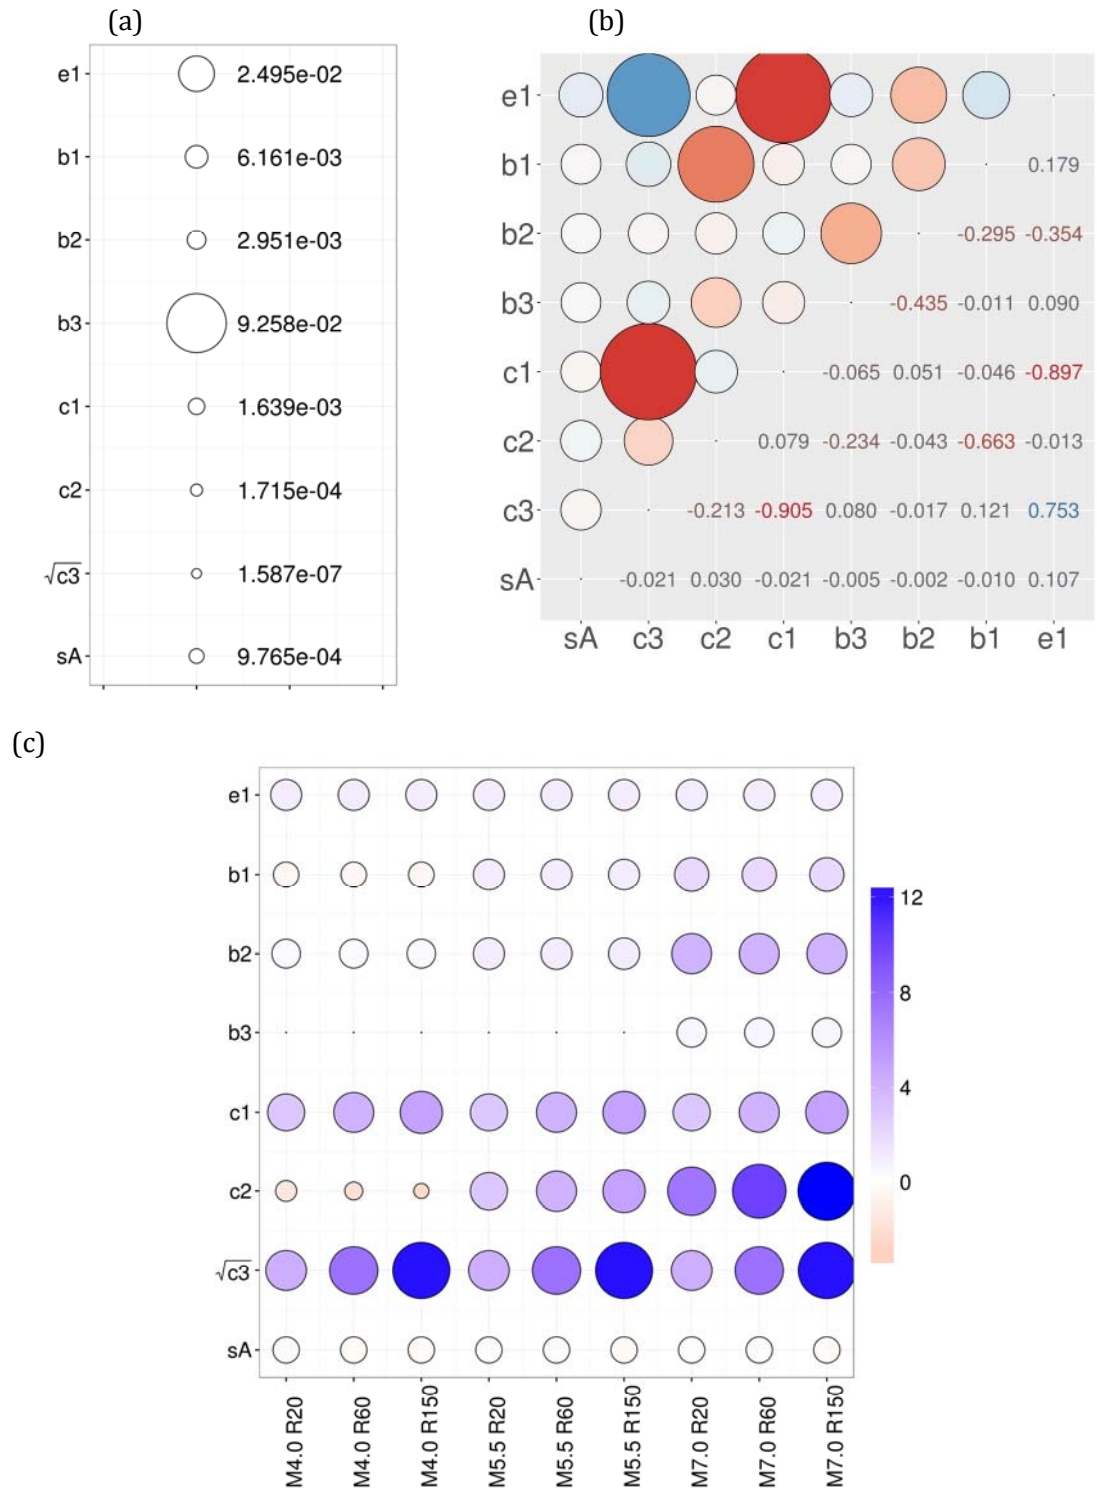 (a)
e1 2.495e-02
b1 6.161e-03
b2 2.951e-03
b3 9.258e-02
c1 1.639e-03
c2 1.715e-04
√c3 1.587e-07
sA 9.765e-04
(b)
e1
b1 0.179
b2 -0.295 -0.354
b3 -0.435 -0.011 0.090
c1 -0.065 0.051 -0.046 -0.897
c2 0.079 -0.234 -0.043 -0.663 -0.013
c3 -0.213 -0.905 0.080 -0.017 0.121 0.753
sA -0.021 0.030 -0.021 -0.005 -0.002 -0.010 0.107
sA c3 c2 c1 b3 b2 b1 e1
(c)
e1
b1
b2
b3
c1
c2
√c3
sA
M4.0 R20
M4.0 R60
M4.0 R150
M5.5 R20
M5.5 R60
M5.5 R150
M7.0 R20
M7.0 R60
M7.0 R150
12
8
4
0